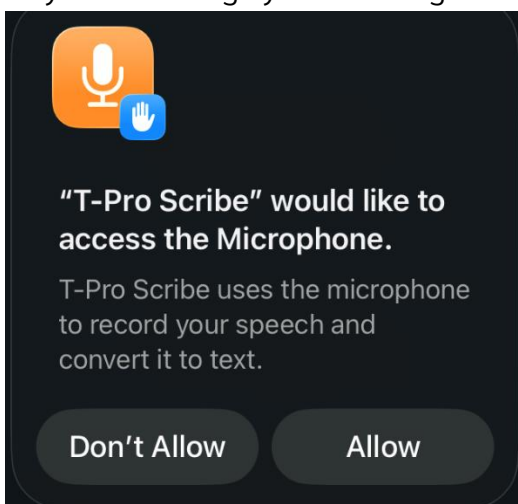 “T-Pro Scribe” would like to
access the Microphone.
T-Pro Scribe uses the microphone
to record your speech and
convert it to text.
Don't Allow
Allow